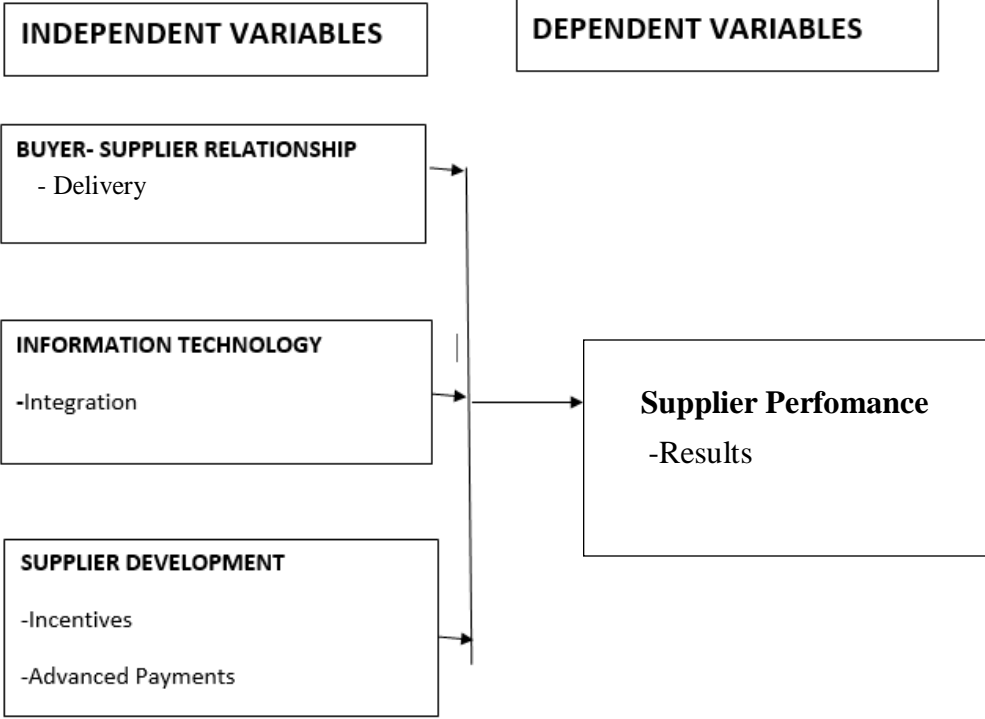 INDEPENDENT VARIABLES
DEPENDENT VARIABLES
BUYER- SUPPLIER RELATIONSHIP
- Delivery
INFORMATION TECHNOLOGY
-Integration
Supplier Perfomance
-Results
SUPPLIER DEVELOPMENT
-Incentives
-Advanced Payments